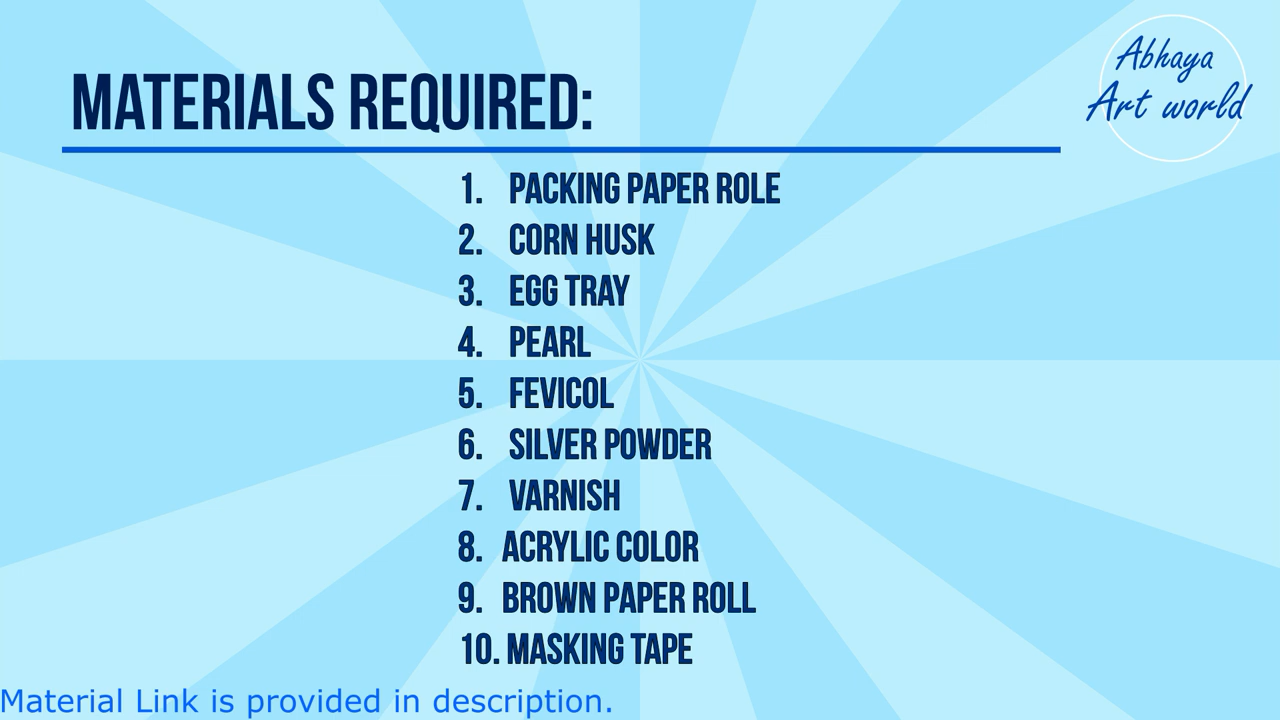 Abhaya
Art world
MATERIALS REQUIRED:
1. PACKING PAPER ROLE
2. CORN HUSK
3. EGG TRAY
4. PEARL
5. FEVICOL
6. SILVER POWDER
7. VARNISH
8. ACRYLIC COLOR
9. BROWN PAPER ROLL
10. MASKING TAPE
Material Link is provided in description.